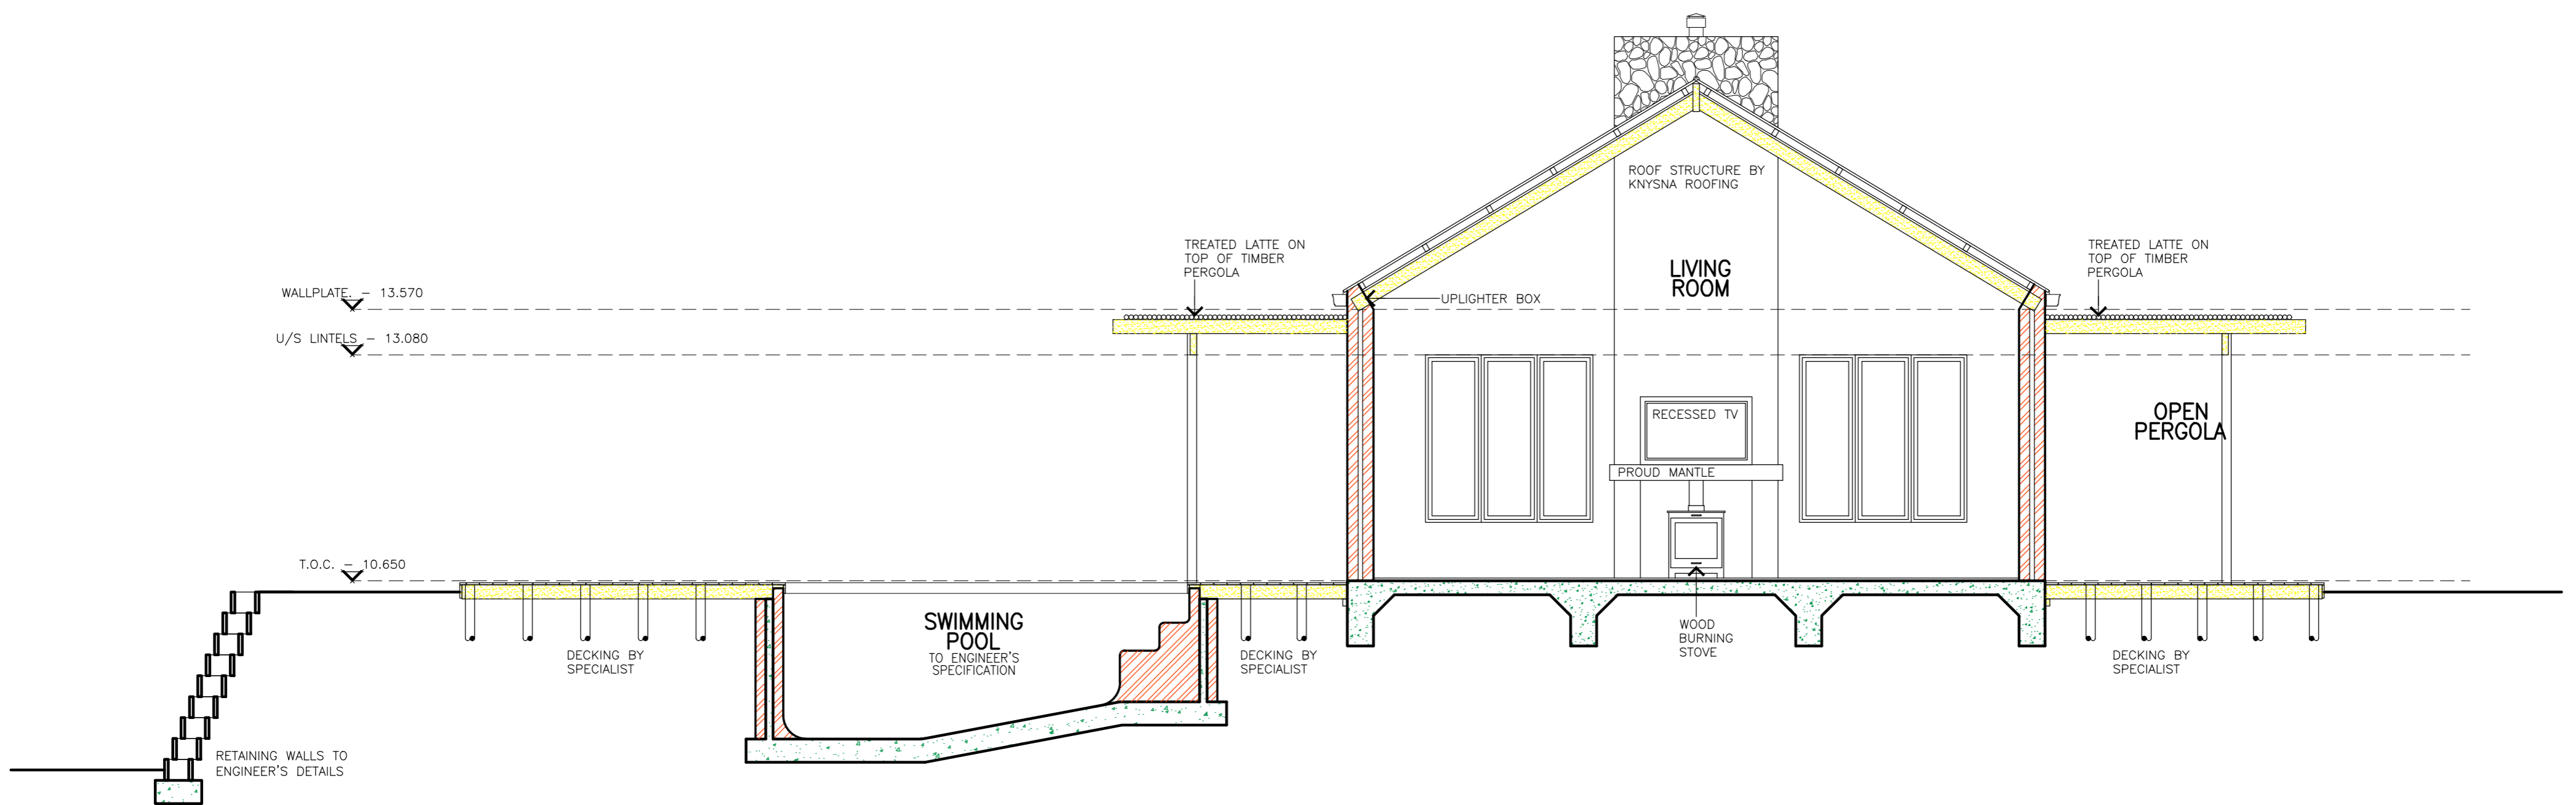 ROOF STRUCTURE BY
KNYSNA ROOFING
TREATED LATTE ON
TOP OF TIMBER
PERGOLA
TREATED LATTE ON
TOP OF TIMBER
PERGOLA
LIVING
ROOM
WALLPLATE. - 13.570
UPLIGHTER BOX
U/S LINTELS - 13.080
RECESSED TV
OPEN
PERGOLA
PROUD MANTLE
T.O.C. - 10.650
SWIMMING
POOL
TO ENGINEER'S
SPECIFICATION
WOOD
BURNING
STOVE
DECKING BY
SPECIALIST
DECKING BY
SPECIALIST
DECKING BY
SPECIALIST
RETAINING WALLS TO
ENGINEER'S DETAILS